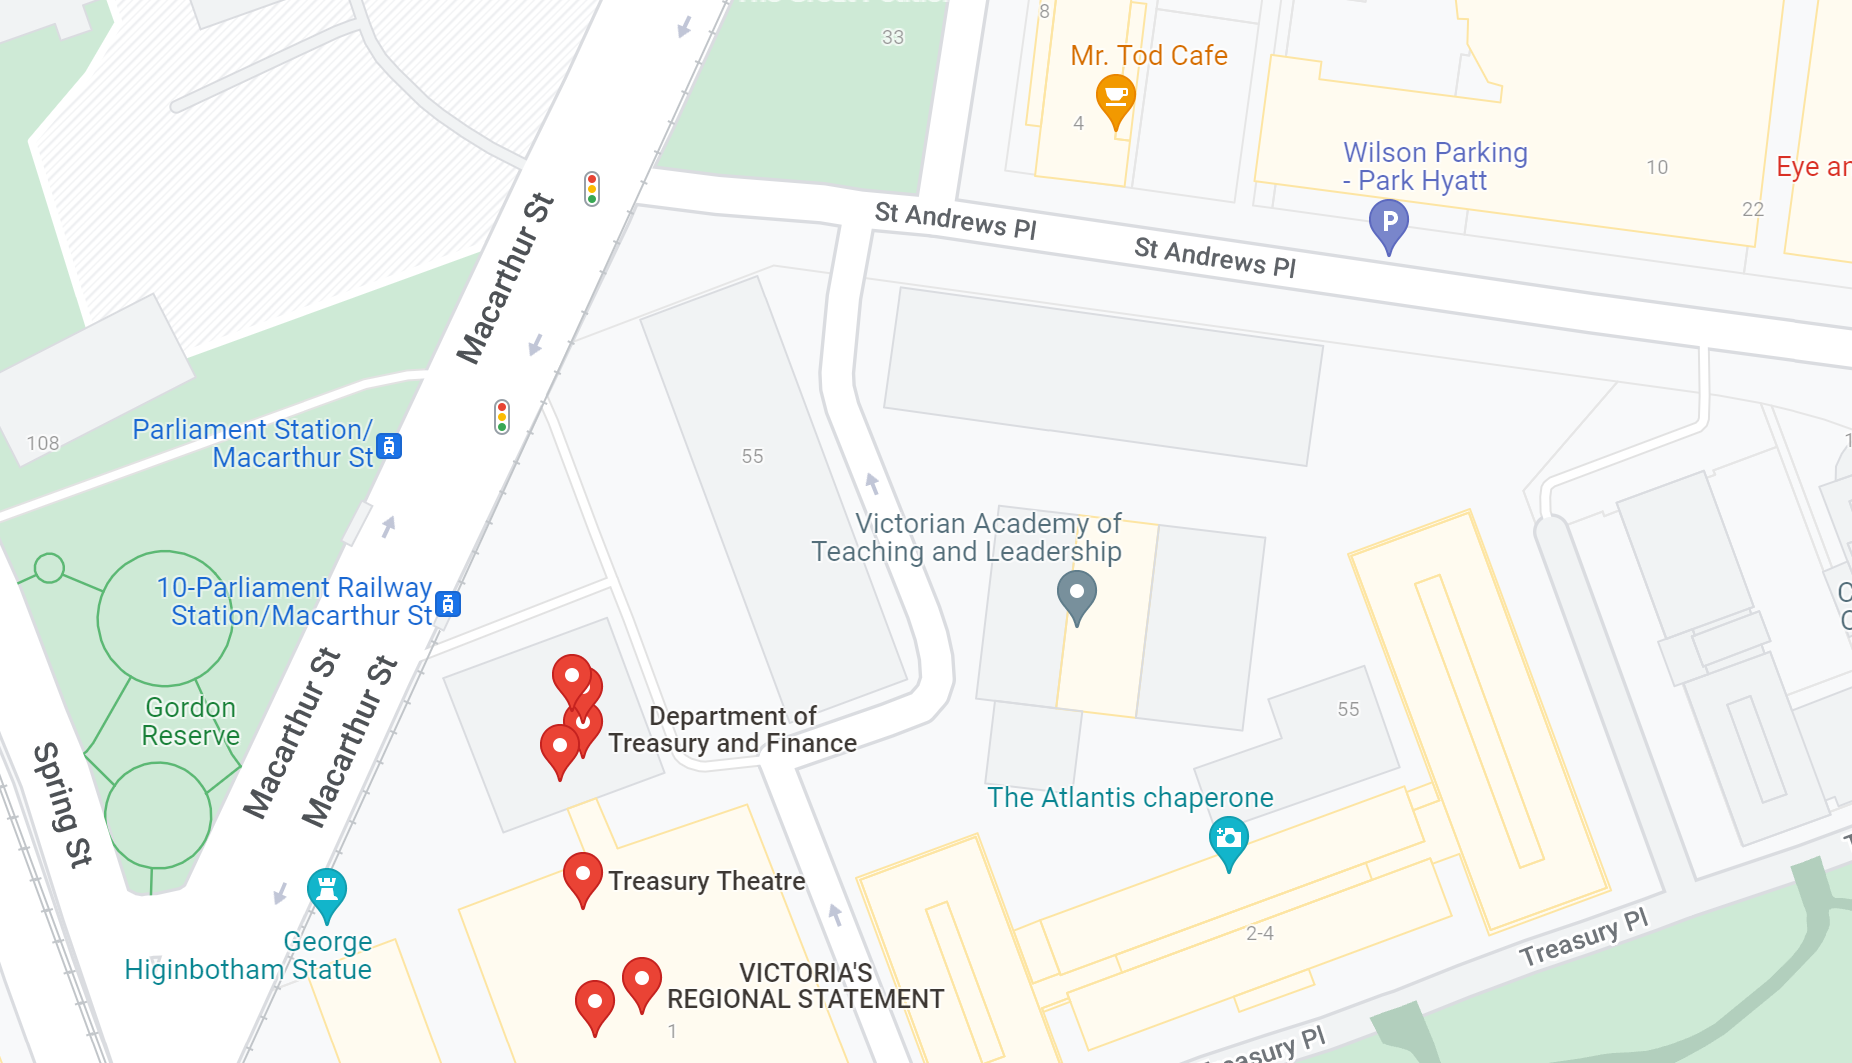 33
8
Mr. Tod Cafe
4
Wilson Parking
- Park Hyatt
P
10
22
Macarthur St
St Andrews Pl
St Andrews Pl
Parliament Station/
Macarthur St
108
55
Victorian Academy of
Teaching and Leadership
10-Parliament Railway
Station/Macarthur St
Gordon
Reserve
Macarthur St
Macarthur St
Spring St
Department of
Treasury and Finance
55
The Atlantis chaperone
Treasury Theatre
George
Higinbotham Statue
2-4
Treasury Pl
VICTORIA'S
REGIONAL STATEMENT
1